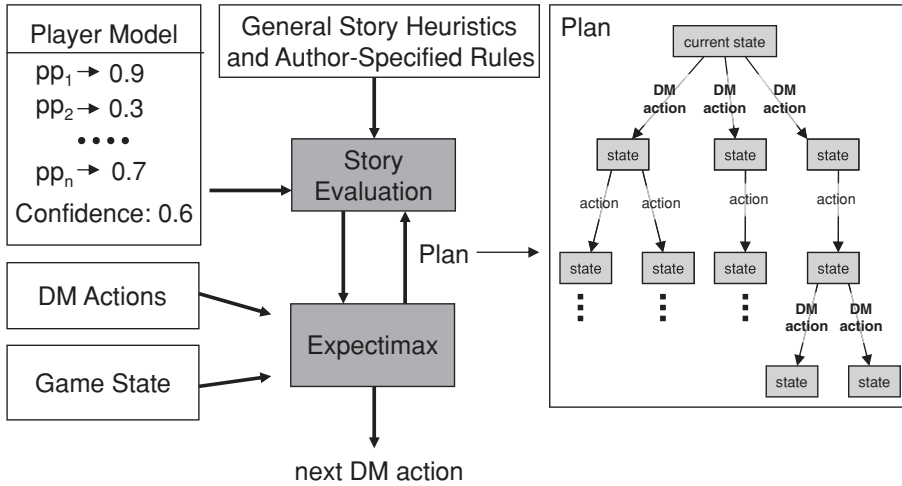 Player Model
pp1 → 0.9
pp2 → 0.3
• • • •
ppn → 0.7
Confidence: 0.6
DM Actions
Game State
General Story Heuristics
and Author-Specified Rules
Story
Evaluation
Expectimax
next DM action
Plan
Plan
current state
DM
action
DM
action
DM
action
state
state
state
action
action
action
action
state
state
state
state
DM
action
DM
action
state
state